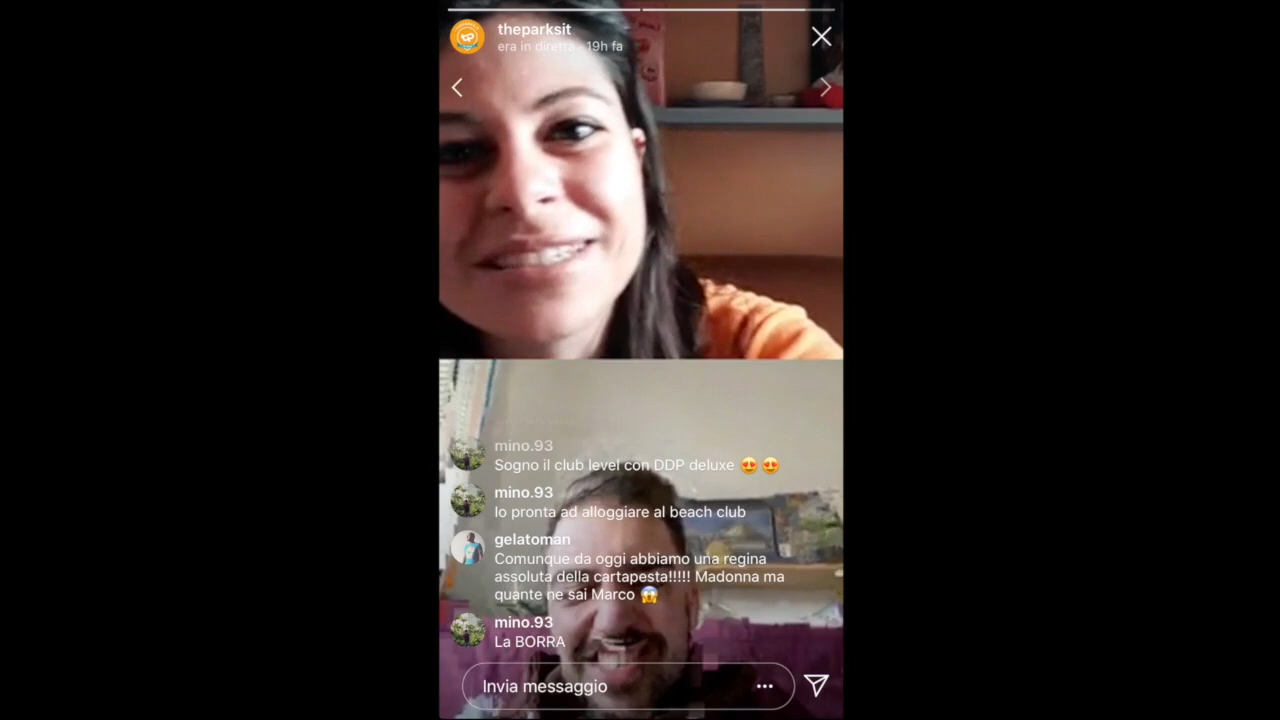 theparksit
era in diretta · 19h fa
mino.93
Sogno il club level con DDP deluxe 😍 😍
mino.93
Io pronta ad alloggiare al beach club
gelatoman
Comunque da oggi abbiamo una regina
assoluta della cartapesta!!!!! Madonna ma
quante ne sai Marco 😱
mino.93
La BORRA
Invia messaggio